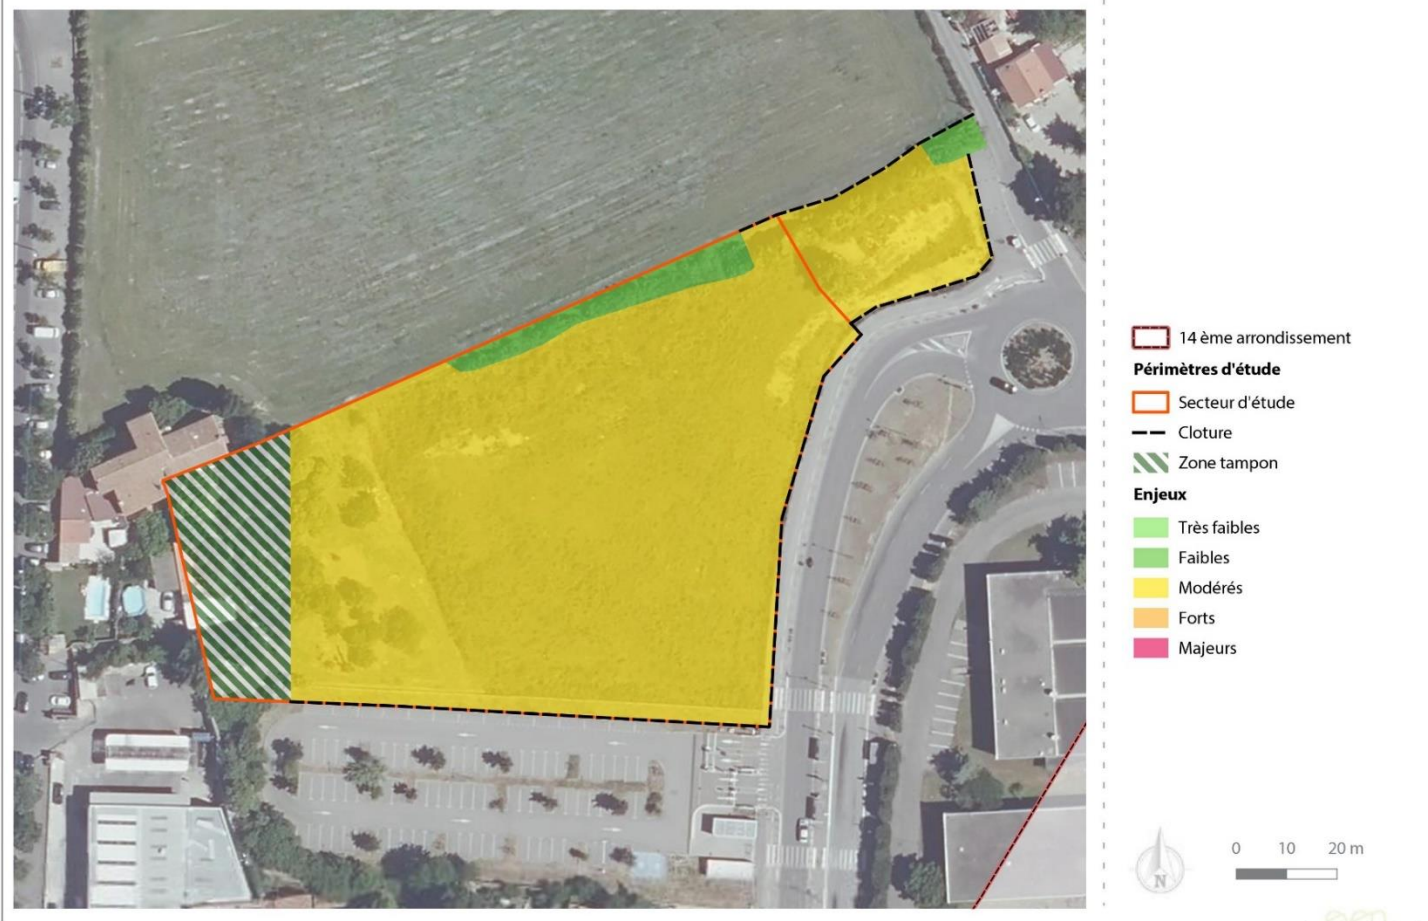 14 ème arrondissement
Périmètres d'étude
Secteur d'étude
Cloture
Zone tampon
Enjeux
Très faibles
Faibles
Modérés
Forts
Majeurs
0 10 20 m
N